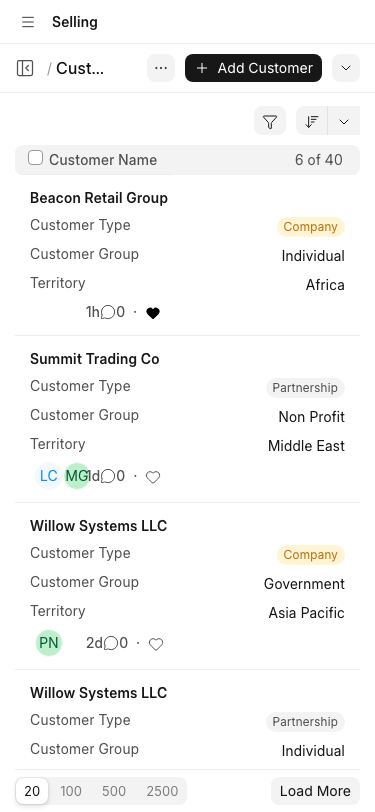 Selling
/ Cust... ··· + Add Customer
Customer Name 6 of 40
Beacon Retail Group
Customer Type Company
Customer Group Individual
Territory Africa
1h 0 ·
Summit Trading Co
Customer Type Partnership
Customer Group Non Profit
Territory Middle East
LC MG 1d 0 ·
Willow Systems LLC
Customer Type Company
Customer Group Government
Territory Asia Pacific
PN 2d 0 ·
Willow Systems LLC
Customer Type Partnership
Customer Group Individual
20 100 500 2500 Load More